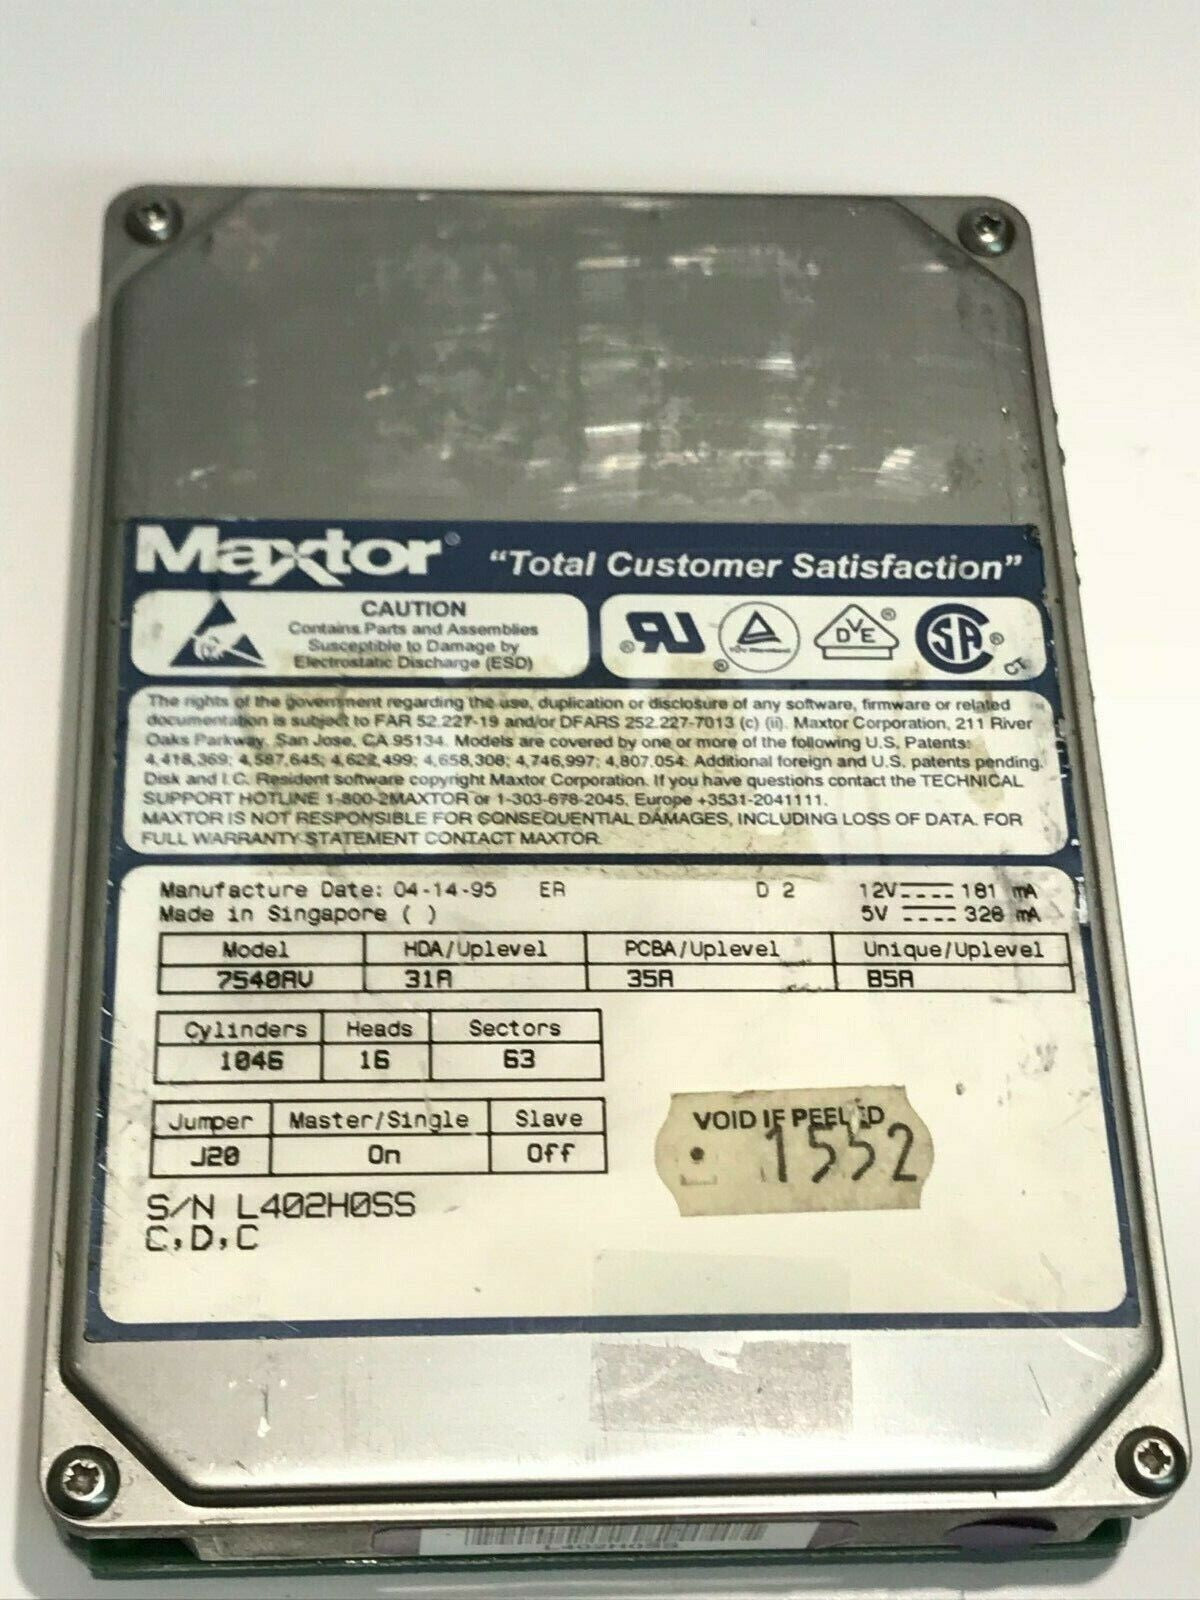 Maxtor®
"Total Customer Satisfaction"
CAUTION
Contains Parts and Assemblies
Susceptible to Damage by
Electrostatic Discharge (ESD)
DVE
The rights of the government regarding the use, duplication or disclosure of any software, firmware or related
documentation is subject to FAR 52.227-19 and/or DFARS 252.227-7013 (c) (ii). Maxtor Corporation, 211 River
Oaks Parkway, San Jose, CA 95134. Models are covered by one or more of the following U.S. Patents:
4,418,369; 4,587,645; 4,622,499; 4,658,308; 4,746,997; 4,807,054. Additional foreign and U.S. patents pending.
Disk and I.C. Resident software copyright Maxtor Corporation. If you have questions contact the TECHNICAL
SUPPORT HOTLINE 1-800-2MAXTOR or 1-303-678-2045, Europe +3531-2041111.
MAXTOR IS NOT RESPONSIBLE FOR CONSEQUENTIAL DAMAGES, INCLUDING LOSS OF DATA. FOR
FULL WARRANTY STATEMENT CONTACT MAXTOR.
Manufacture Date: 04-14-95 ER D 2 12V 181 mA
Made in Singapore ( ) 5V 328 mA
Model HDA/Uplevel PCBA/Uplevel Unique/Uplevel
7540AV 31A 35A B5A
Cylinders Heads Sectors
1046 16 63
Jumper Master/Single Slave
J20 On Off
S/N L402H0SS
C,D,C
VOID IF PEELED
1552
L402H0SS